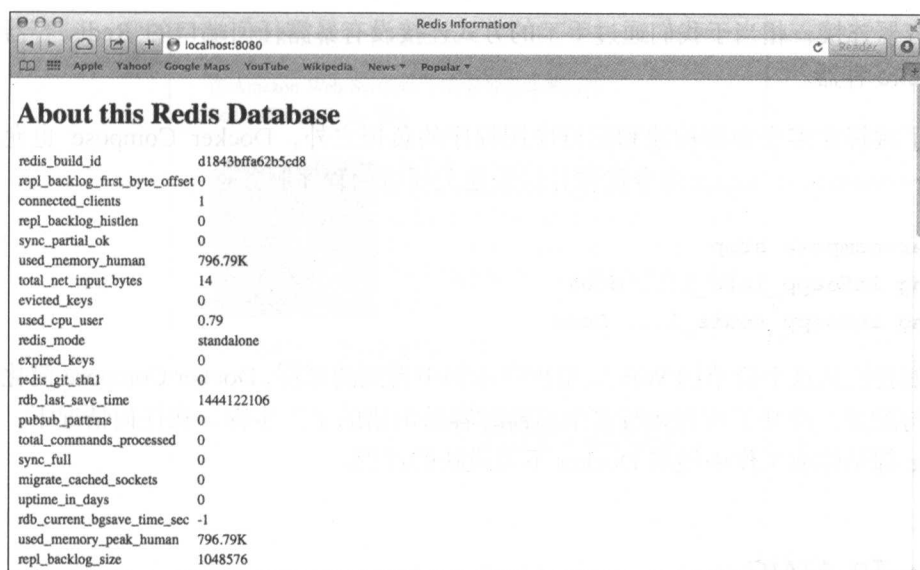 Redis Information
localhost:8080
Reader
Apple Yahoo! Google Maps YouTube Wikipedia News Popular
About this Redis Database
redis_build_id d1843bffa62b5cd8
repl_backlog_first_byte_offset 0
connected_clients 1
repl_backlog_histlen 0
sync_partial_ok 0
used_memory_human 796.79K
total_net_input_bytes 14
evicted_keys 0
used_cpu_user 0.79
redis_mode standalone
expired_keys 0
redis_git_sha1 0
rdb_last_save_time 1444122106
pubsub_patterns 0
total_commands_processed 0
sync_full 0
migrate_cached_sockets 0
uptime_in_days 0
rdb_current_bgsave_time_sec -1
used_memory_peak_human 796.79K
repl_backlog_size 1048576